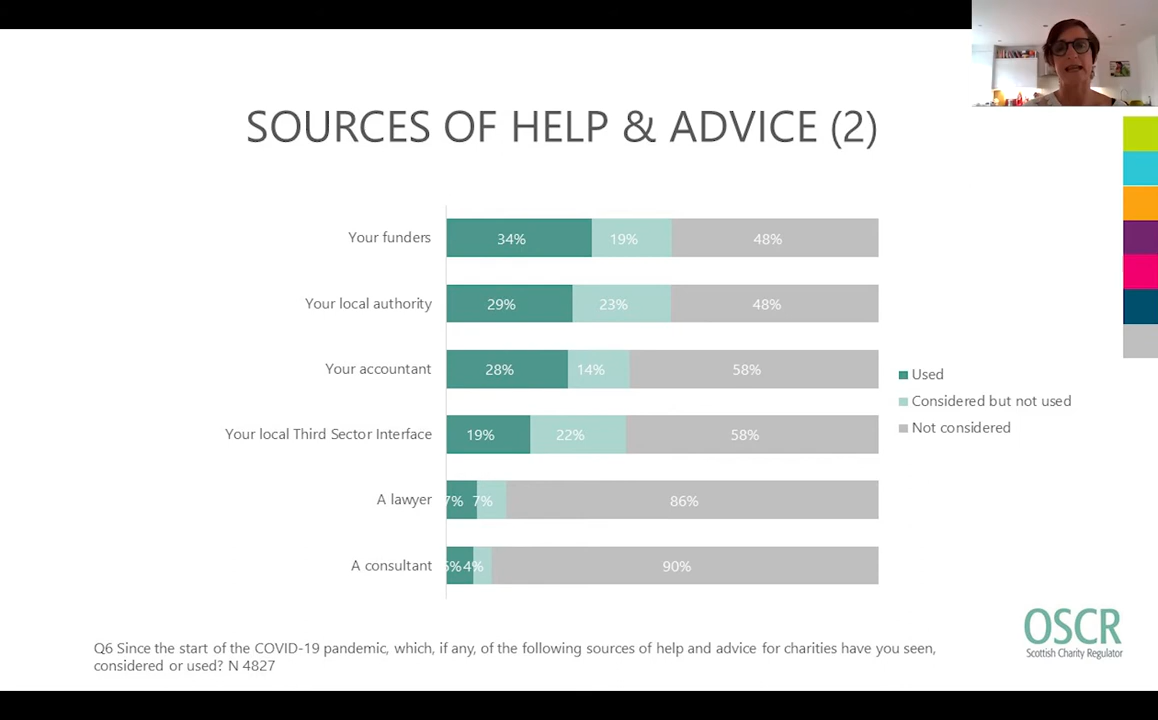 SOURCES OF HELP & ADVICE (2)
Your funders 34% 19% 48%
Your local authority 29% 23% 48%
Your accountant 28% 14% 58%
Your local Third Sector Interface 19% 22% 58%
A lawyer 7% 7% 86%
A consultant 6% 4% 90%
Used
Considered but not used
Not considered
Q6 Since the start of the COVID-19 pandemic, which, if any, of the following sources of help and advice for charities have you seen,
considered or used? N 4827
OSCR
Scottish Charity Regulator